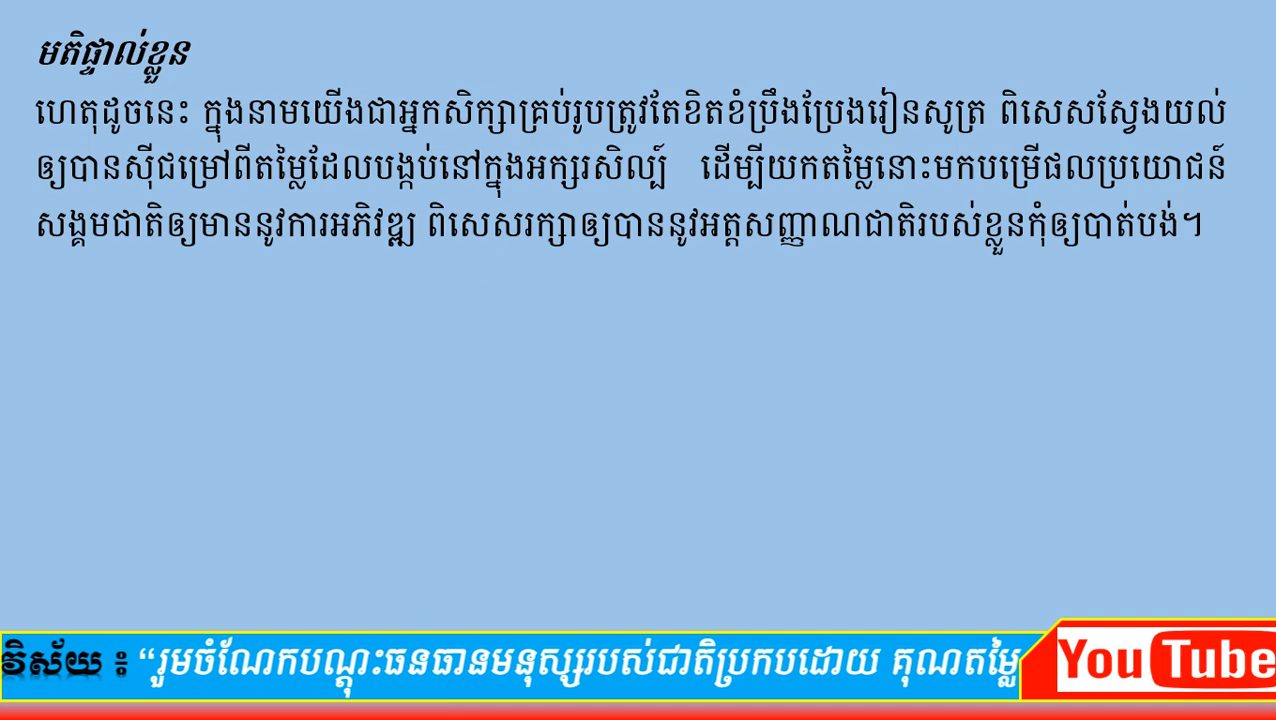 មតិផ្ទាល់ខ្លួន
ហេតុដូចនេះ ក្នុងនាមយើងជាអ្នកសិក្សាគ្រប់រូបត្រូវតែខិតខំប្រឹងប្រែងរៀនសូត្រ ពិសេសស្វែងយល់
ឲ្យបានស៊ីជម្រៅពីតម្លៃដែលបង្កប់នៅក្នុងអក្សរសិល្ប៍ ដើម្បីយកតម្លៃនោះមកបម្រើផលប្រយោជន៍
សង្គមជាតិឲ្យមាននូវការអភិវឌ្ឍ ពិសេសរក្សាឲ្យបាននូវអត្តសញ្ញាណជាតិរបស់ខ្លួនកុំឲ្យបាត់បង់។
វិស័យ ៖ “រួមចំណែកបណ្តុះធនធានមនុស្សរបស់ជាតិប្រកបដោយ គុណតម្លៃ
YouTube